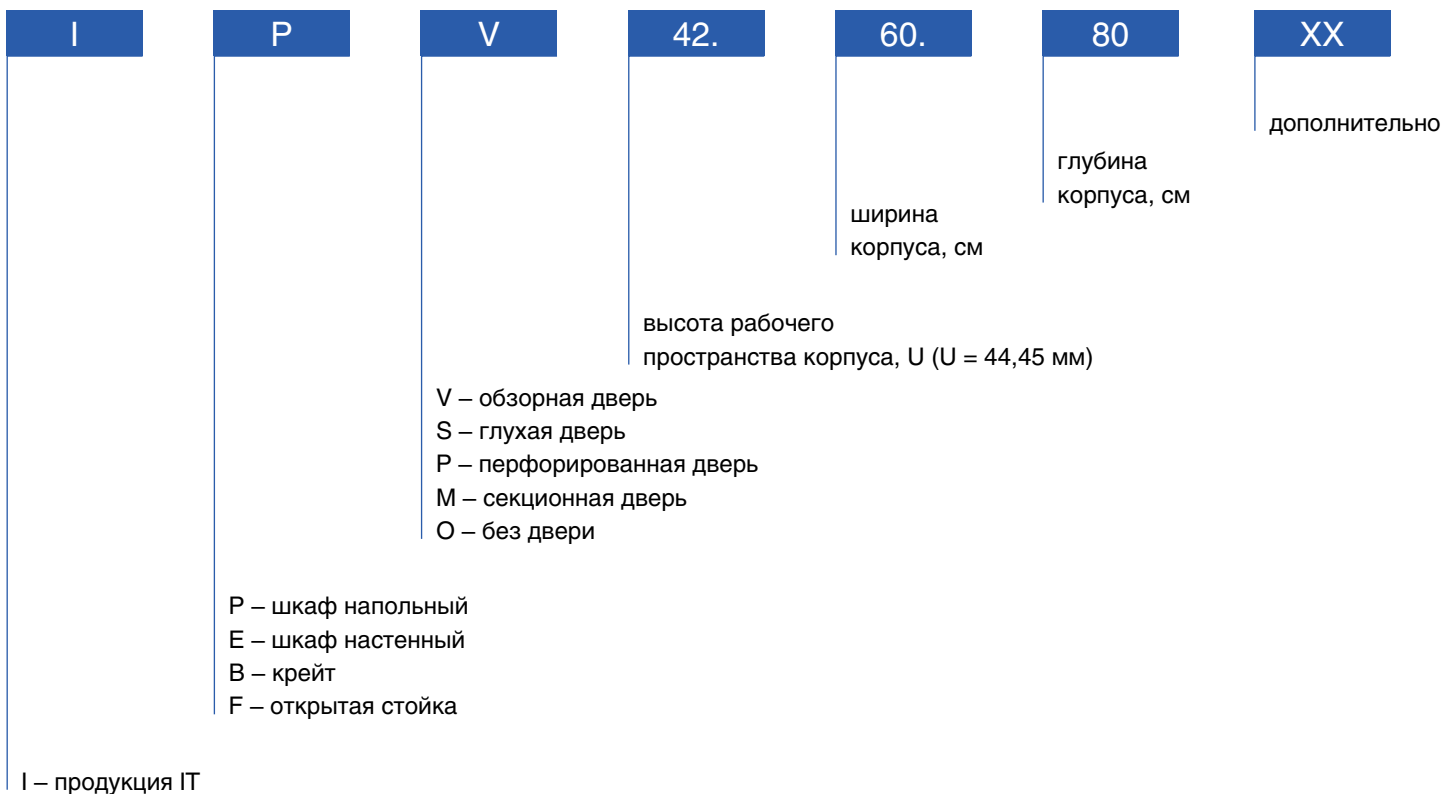 I P V 42. 60. 80 XX
дополнительно
глубина
корпуса, см
ширина
корпуса, см
высота рабочего
пространства корпуса, U (U = 44,45 мм)
V – обзорная дверь
S – глухая дверь
P – перфорированная дверь
M – секционная дверь
O – без двери
P – шкаф напольный
E – шкаф настенный
B – крейт
F – открытая стойка
I – продукция IT